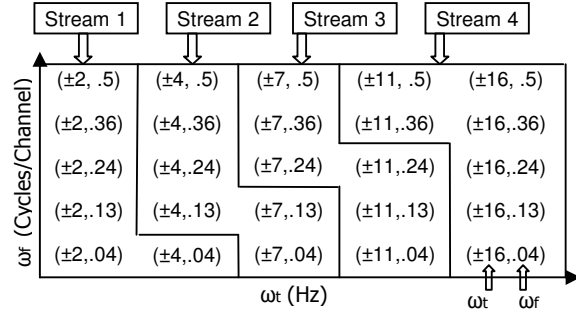 Stream 1 Stream 2 Stream 3 Stream 4
(±2, .5) (±4, .5) (±7, .5) (±11, .5) (±16, .5)
(±2,.36) (±4,.36) (±7,.36) (±11,.36) (±16,.36)
(±2,.24) (±4,.24) (±7,.24) (±11,.24) (±16,.24)
(±2,.13) (±4,.13) (±7,.13) (±11,.13) (±16,.13)
(±2,.04) (±4,.04) (±7,.04) (±11,.04) (±16,.04)
ωf (Cycles/Channel)
ωt (Hz)
ωt ωf